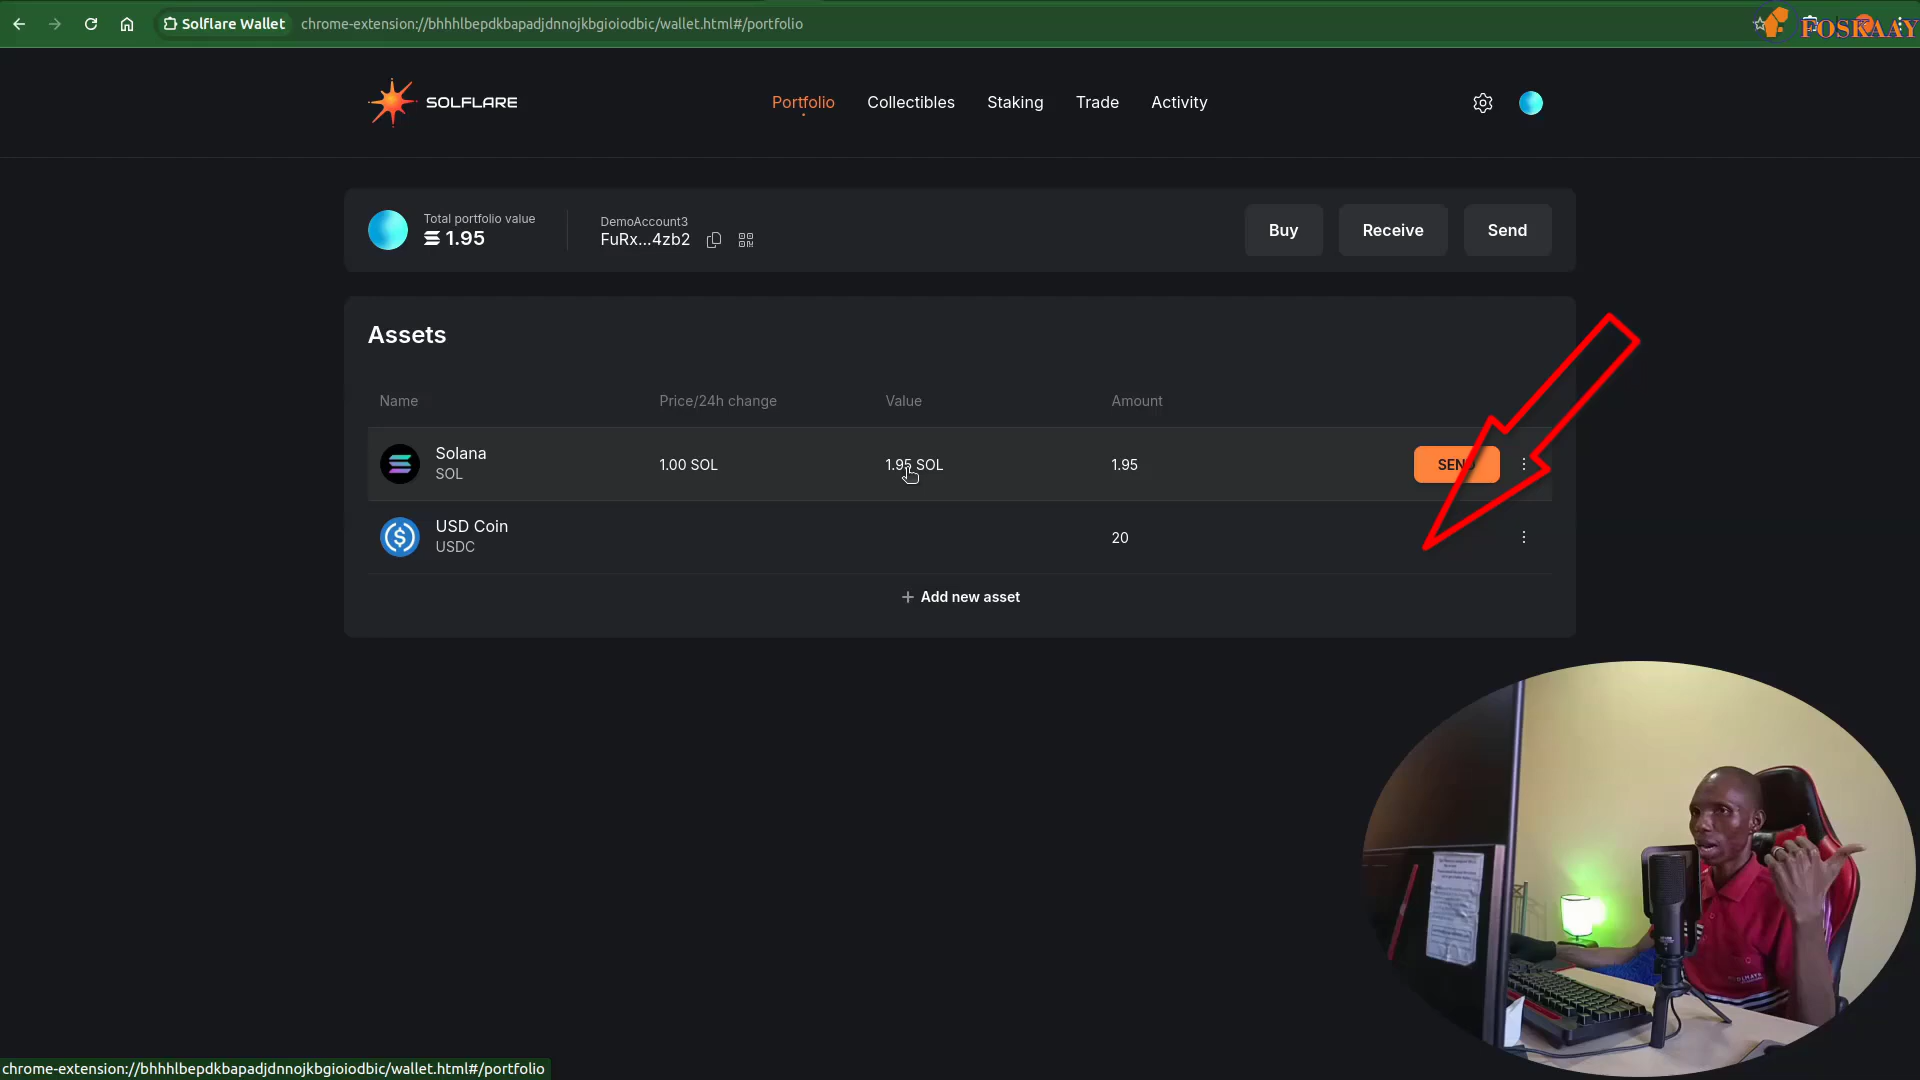 Solflare Wallet
chrome-extension://bhhhlbepdkbapadjdnnojkbgioiodbic/wallet.html#/portfolio
FOSKAAY
SOLFLARE
Portfolio
Collectibles
Staking
Trade
Activity
Total portfolio value
1.95
DemoAccount3
FuRx...4zb2
Buy
Receive
Send
Assets
Name
Price/24h change
Value
Amount
Solana
SOL
1.00 SOL
1.95 SOL
1.95
SEND
USD Coin
USDC
20
+ Add new asset
chrome-extension://bhhhlbepdkbapadjdnnojkbgioiodbic/wallet.html#/portfolio